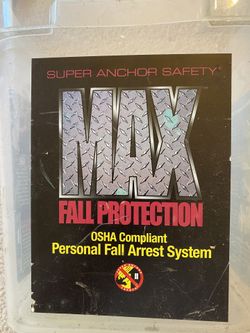 SUPER ANCHOR SAFETY®
MAX
FALL PROTECTION
OSHA Compliant
Personal Fall Arrest System™